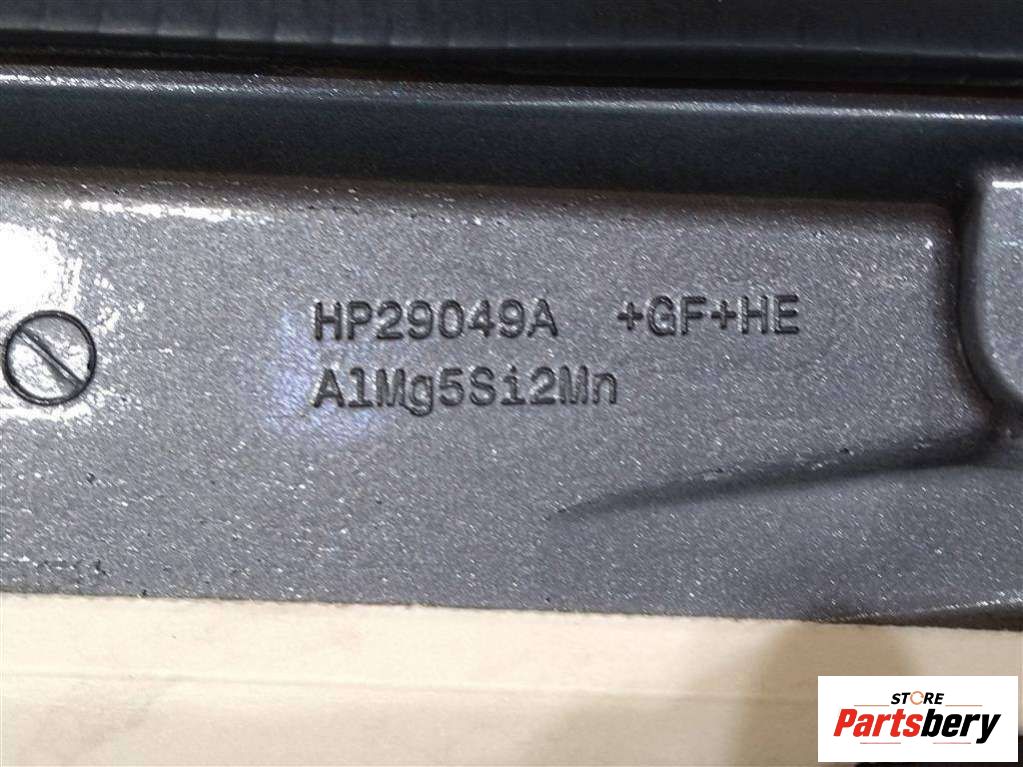 HP29049A +GF+HE
AlMg5Si2Mn
STORE
Partsbery